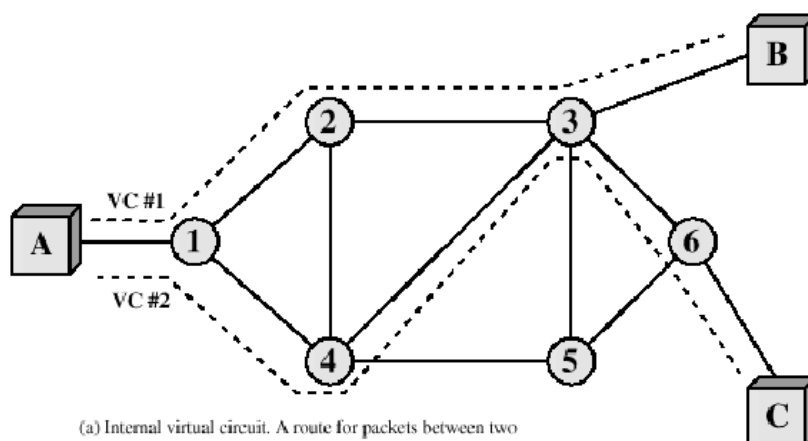 B
2
3
VC #1
A
1
6
VC #2
4
5
C
(a) Internal virtual circuit. A route for packets between two